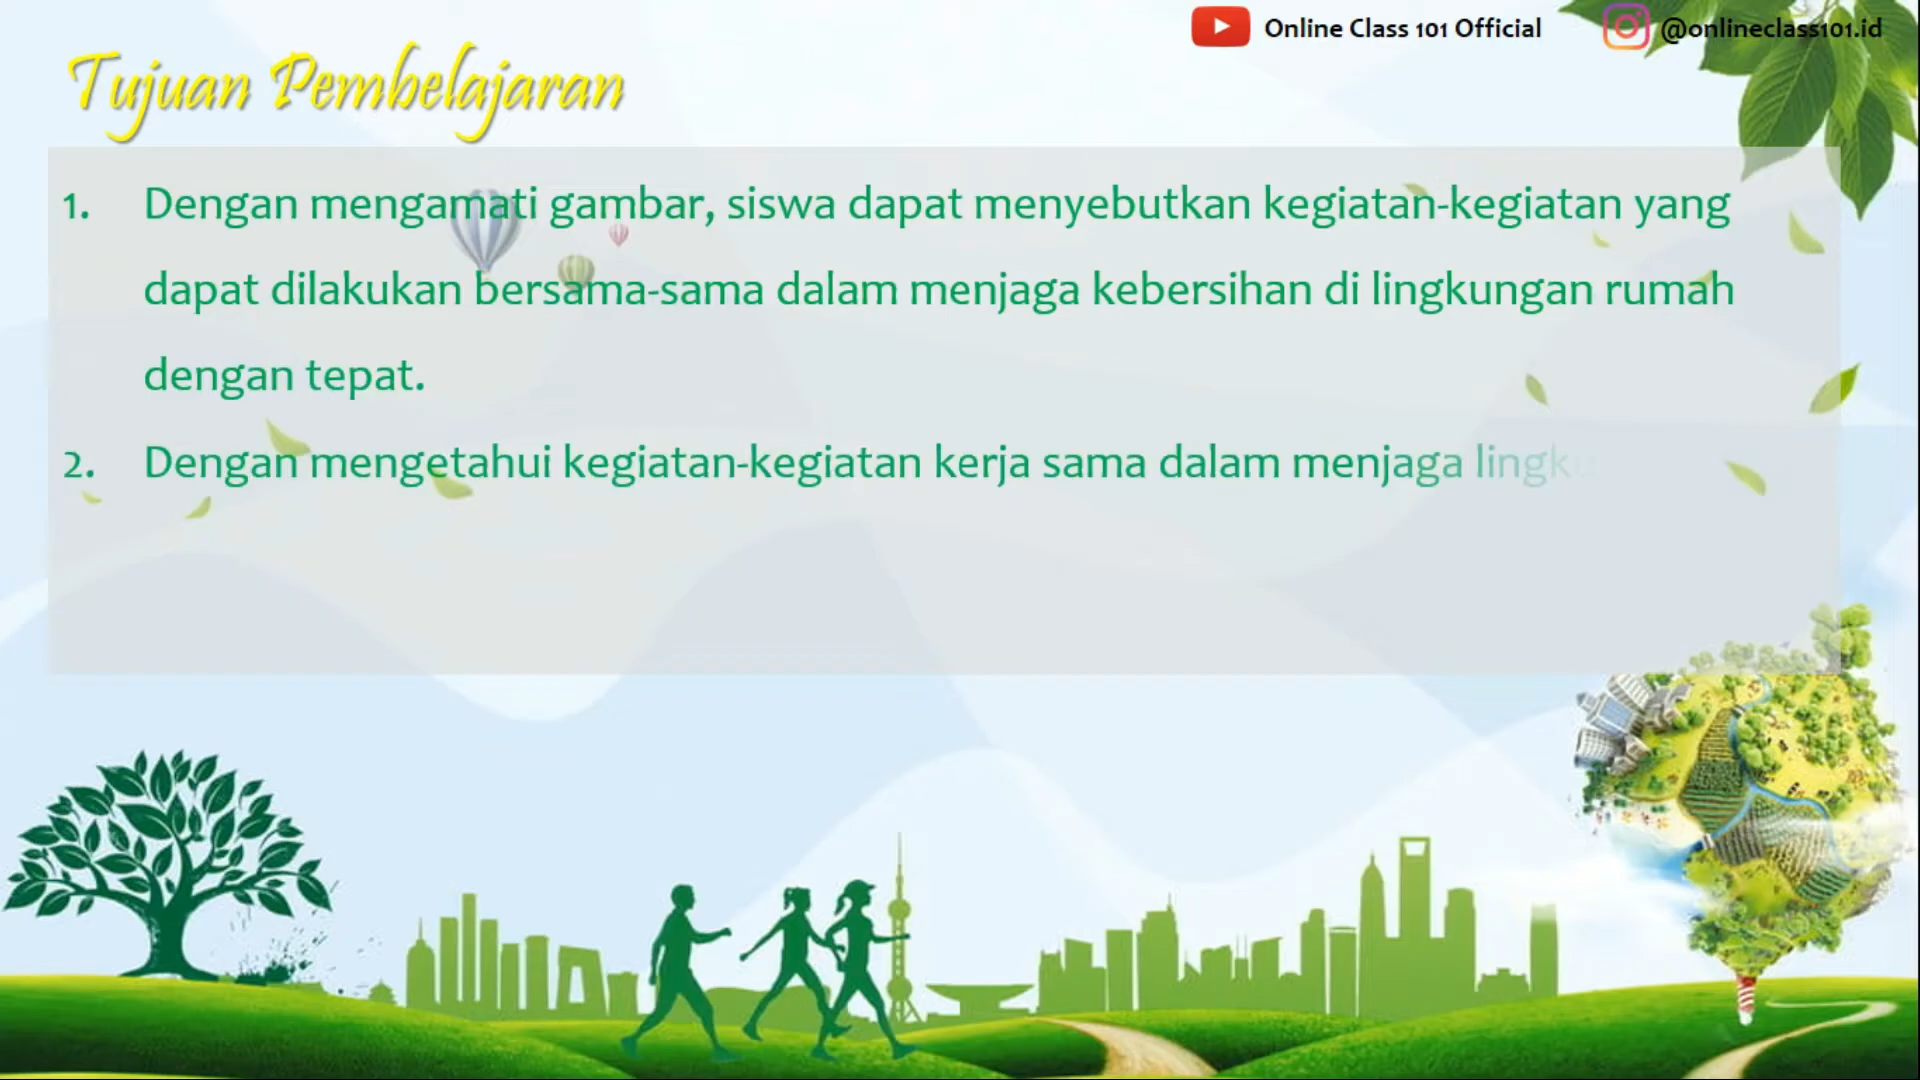 Online Class 101 Official
@onlineclass101.id
Tujuan Pembelajaran
1. Dengan mengamati gambar, siswa dapat menyebutkan kegiatan-kegiatan yang
dapat dilakukan bersama-sama dalam menjaga kebersihan di lingkungan rumah
dengan tepat.
2. Dengan mengetahui kegiatan-kegiatan kerja sama dalam menjaga